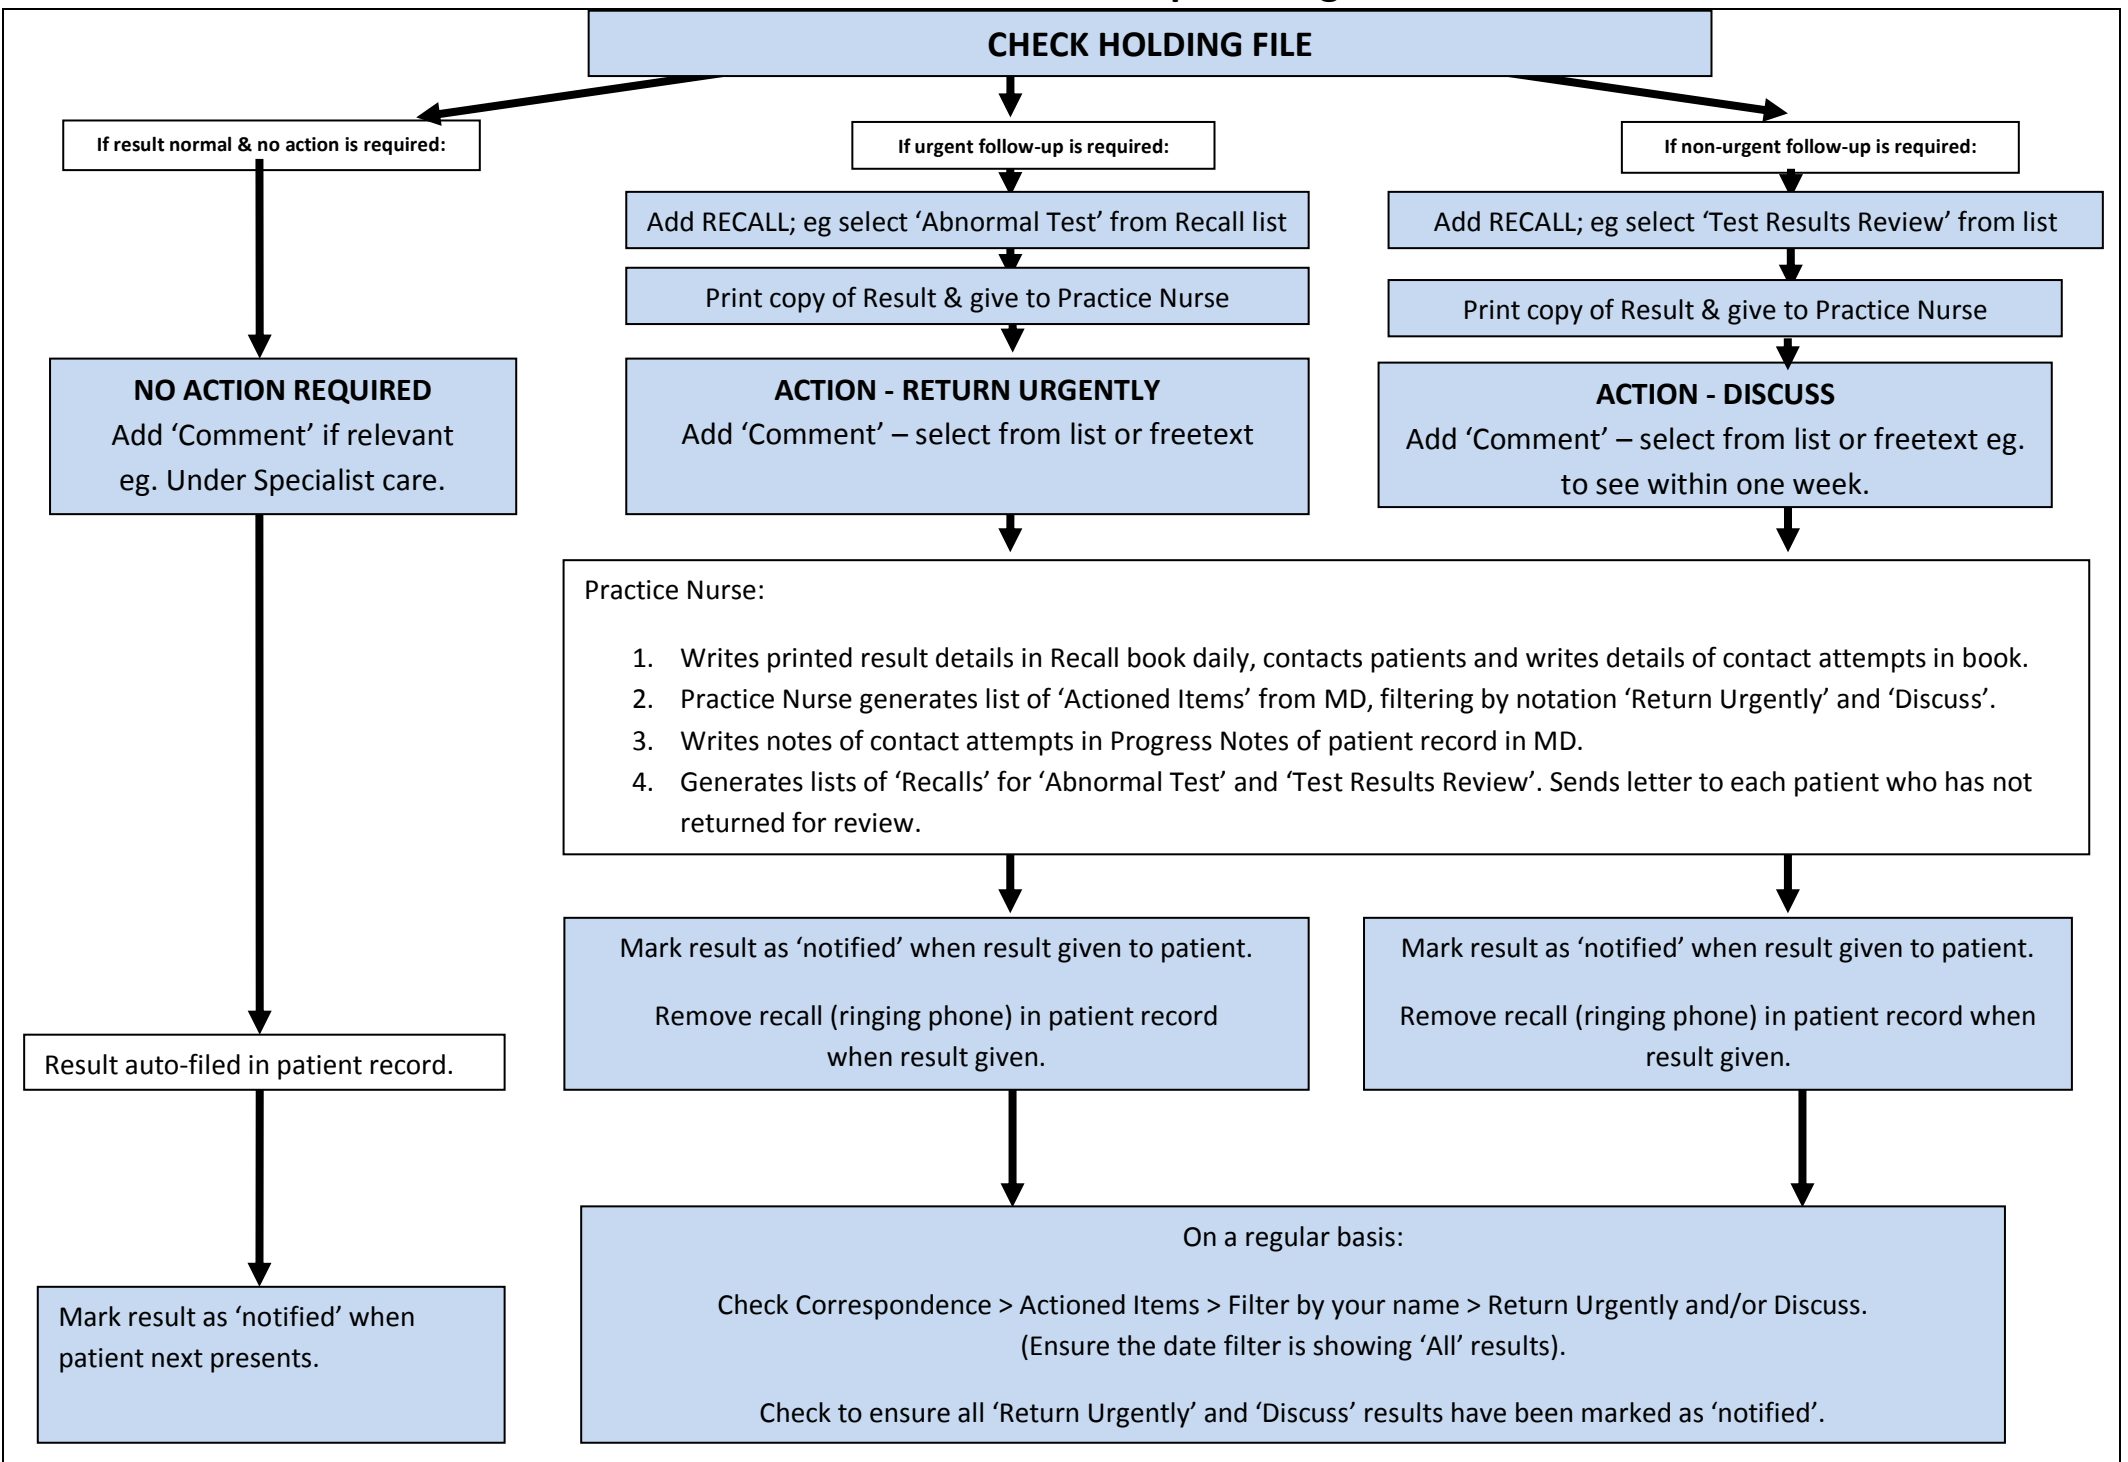 CHECK HOLDING FILE
If result normal & no action is required:
If urgent follow-up is required:
If non-urgent follow-up is required:
Add RECALL; eg select ‘Abnormal Test’ from Recall list
Add RECALL; eg select ‘Test Results Review’ from list
Print copy of Result & give to Practice Nurse
Print copy of Result & give to Practice Nurse
NO ACTION REQUIRED
Add ‘Comment’ if relevant
eg. Under Specialist care.
ACTION - RETURN URGENTLY
Add ‘Comment’ – select from list or freetext
ACTION - DISCUSS
Add ‘Comment’ – select from list or freetext eg.
to see within one week.
Practice Nurse:
1. Writes printed result details in Recall book daily, contacts patients and writes details of contact attempts in book.
2. Practice Nurse generates list of ‘Actioned Items’ from MD, filtering by notation ‘Return Urgently’ and ‘Discuss’.
3. Writes notes of contact attempts in Progress Notes of patient record in MD.
4. Generates lists of ‘Recalls’ for ‘Abnormal Test’ and ‘Test Results Review’. Sends letter to each patient who has not
returned for review.
Mark result as ‘notified’ when result given to patient.
Remove recall (ringing phone) in patient record
when result given.
Mark result as ‘notified’ when result given to patient.
Remove recall (ringing phone) in patient record when
result given.
Result auto-filed in patient record.
Mark result as ‘notified’ when
patient next presents.
On a regular basis:
Check Correspondence > Actioned Items > Filter by your name > Return Urgently and/or Discuss.
(Ensure the date filter is showing ‘All’ results).
Check to ensure all ‘Return Urgently’ and ‘Discuss’ results have been marked as ‘notified’.